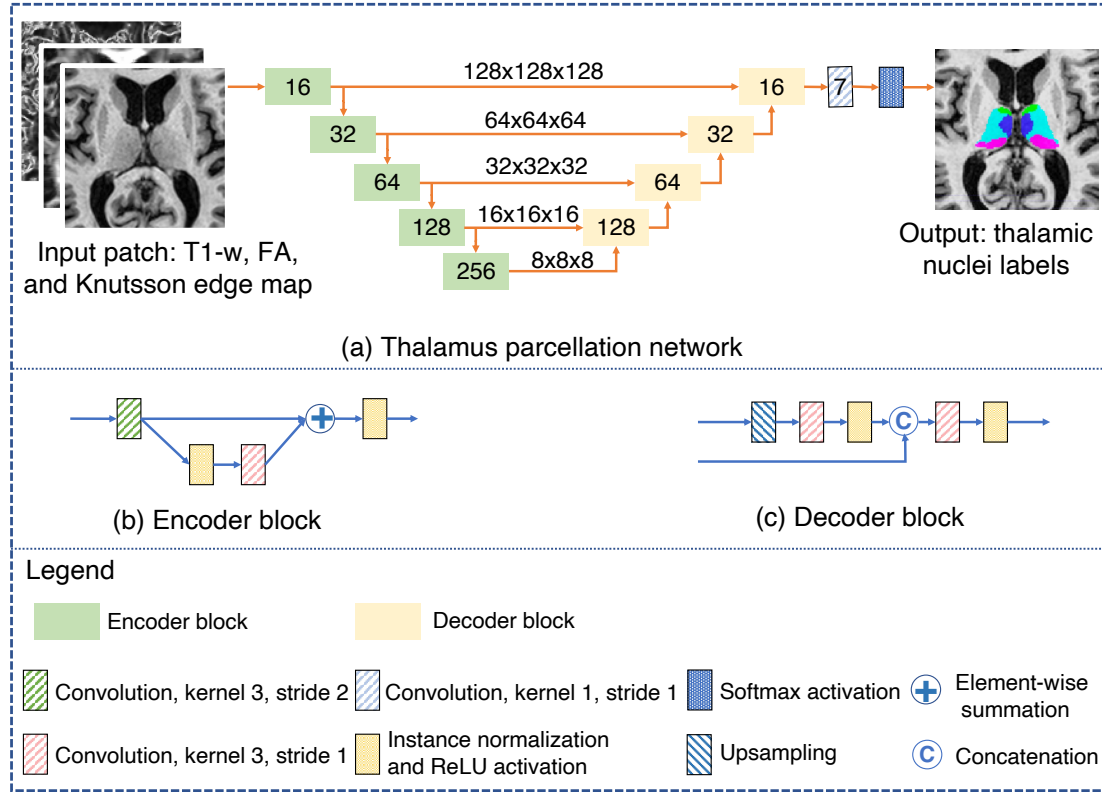 16
128x128x128
16
7
32
64x64x64
32
64
32x32x32
64
128
16x16x16
128
256
8x8x8
Input patch: T1-w, FA,
and Knutsson edge map
Output: thalamic
nuclei labels
(a) Thalamus parcellation network
C
(b) Encoder block
(c) Decoder block
Legend
Encoder block
Decoder block
Convolution, kernel 3, stride 2
Convolution, kernel 1, stride 1
Softmax activation
Element-wise
summation
Convolution, kernel 3, stride 1
Instance normalization
and ReLU activation
Upsampling
C
Concatenation